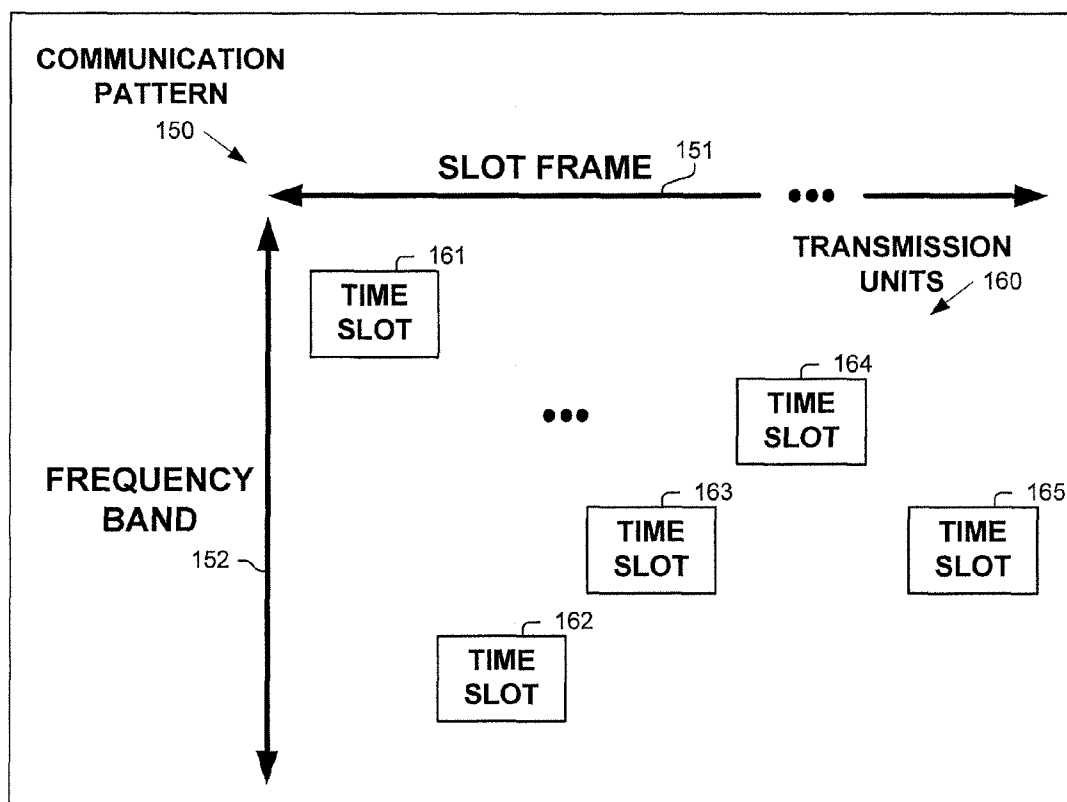 COMMUNICATION
PATTERN
150
SLOT FRAME
151
TRANSMISSION
UNITS
160
161
TIME
SLOT
164
TIME
SLOT
FREQUENCY
BAND
152
163
TIME
SLOT
165
TIME
SLOT
162
TIME
SLOT